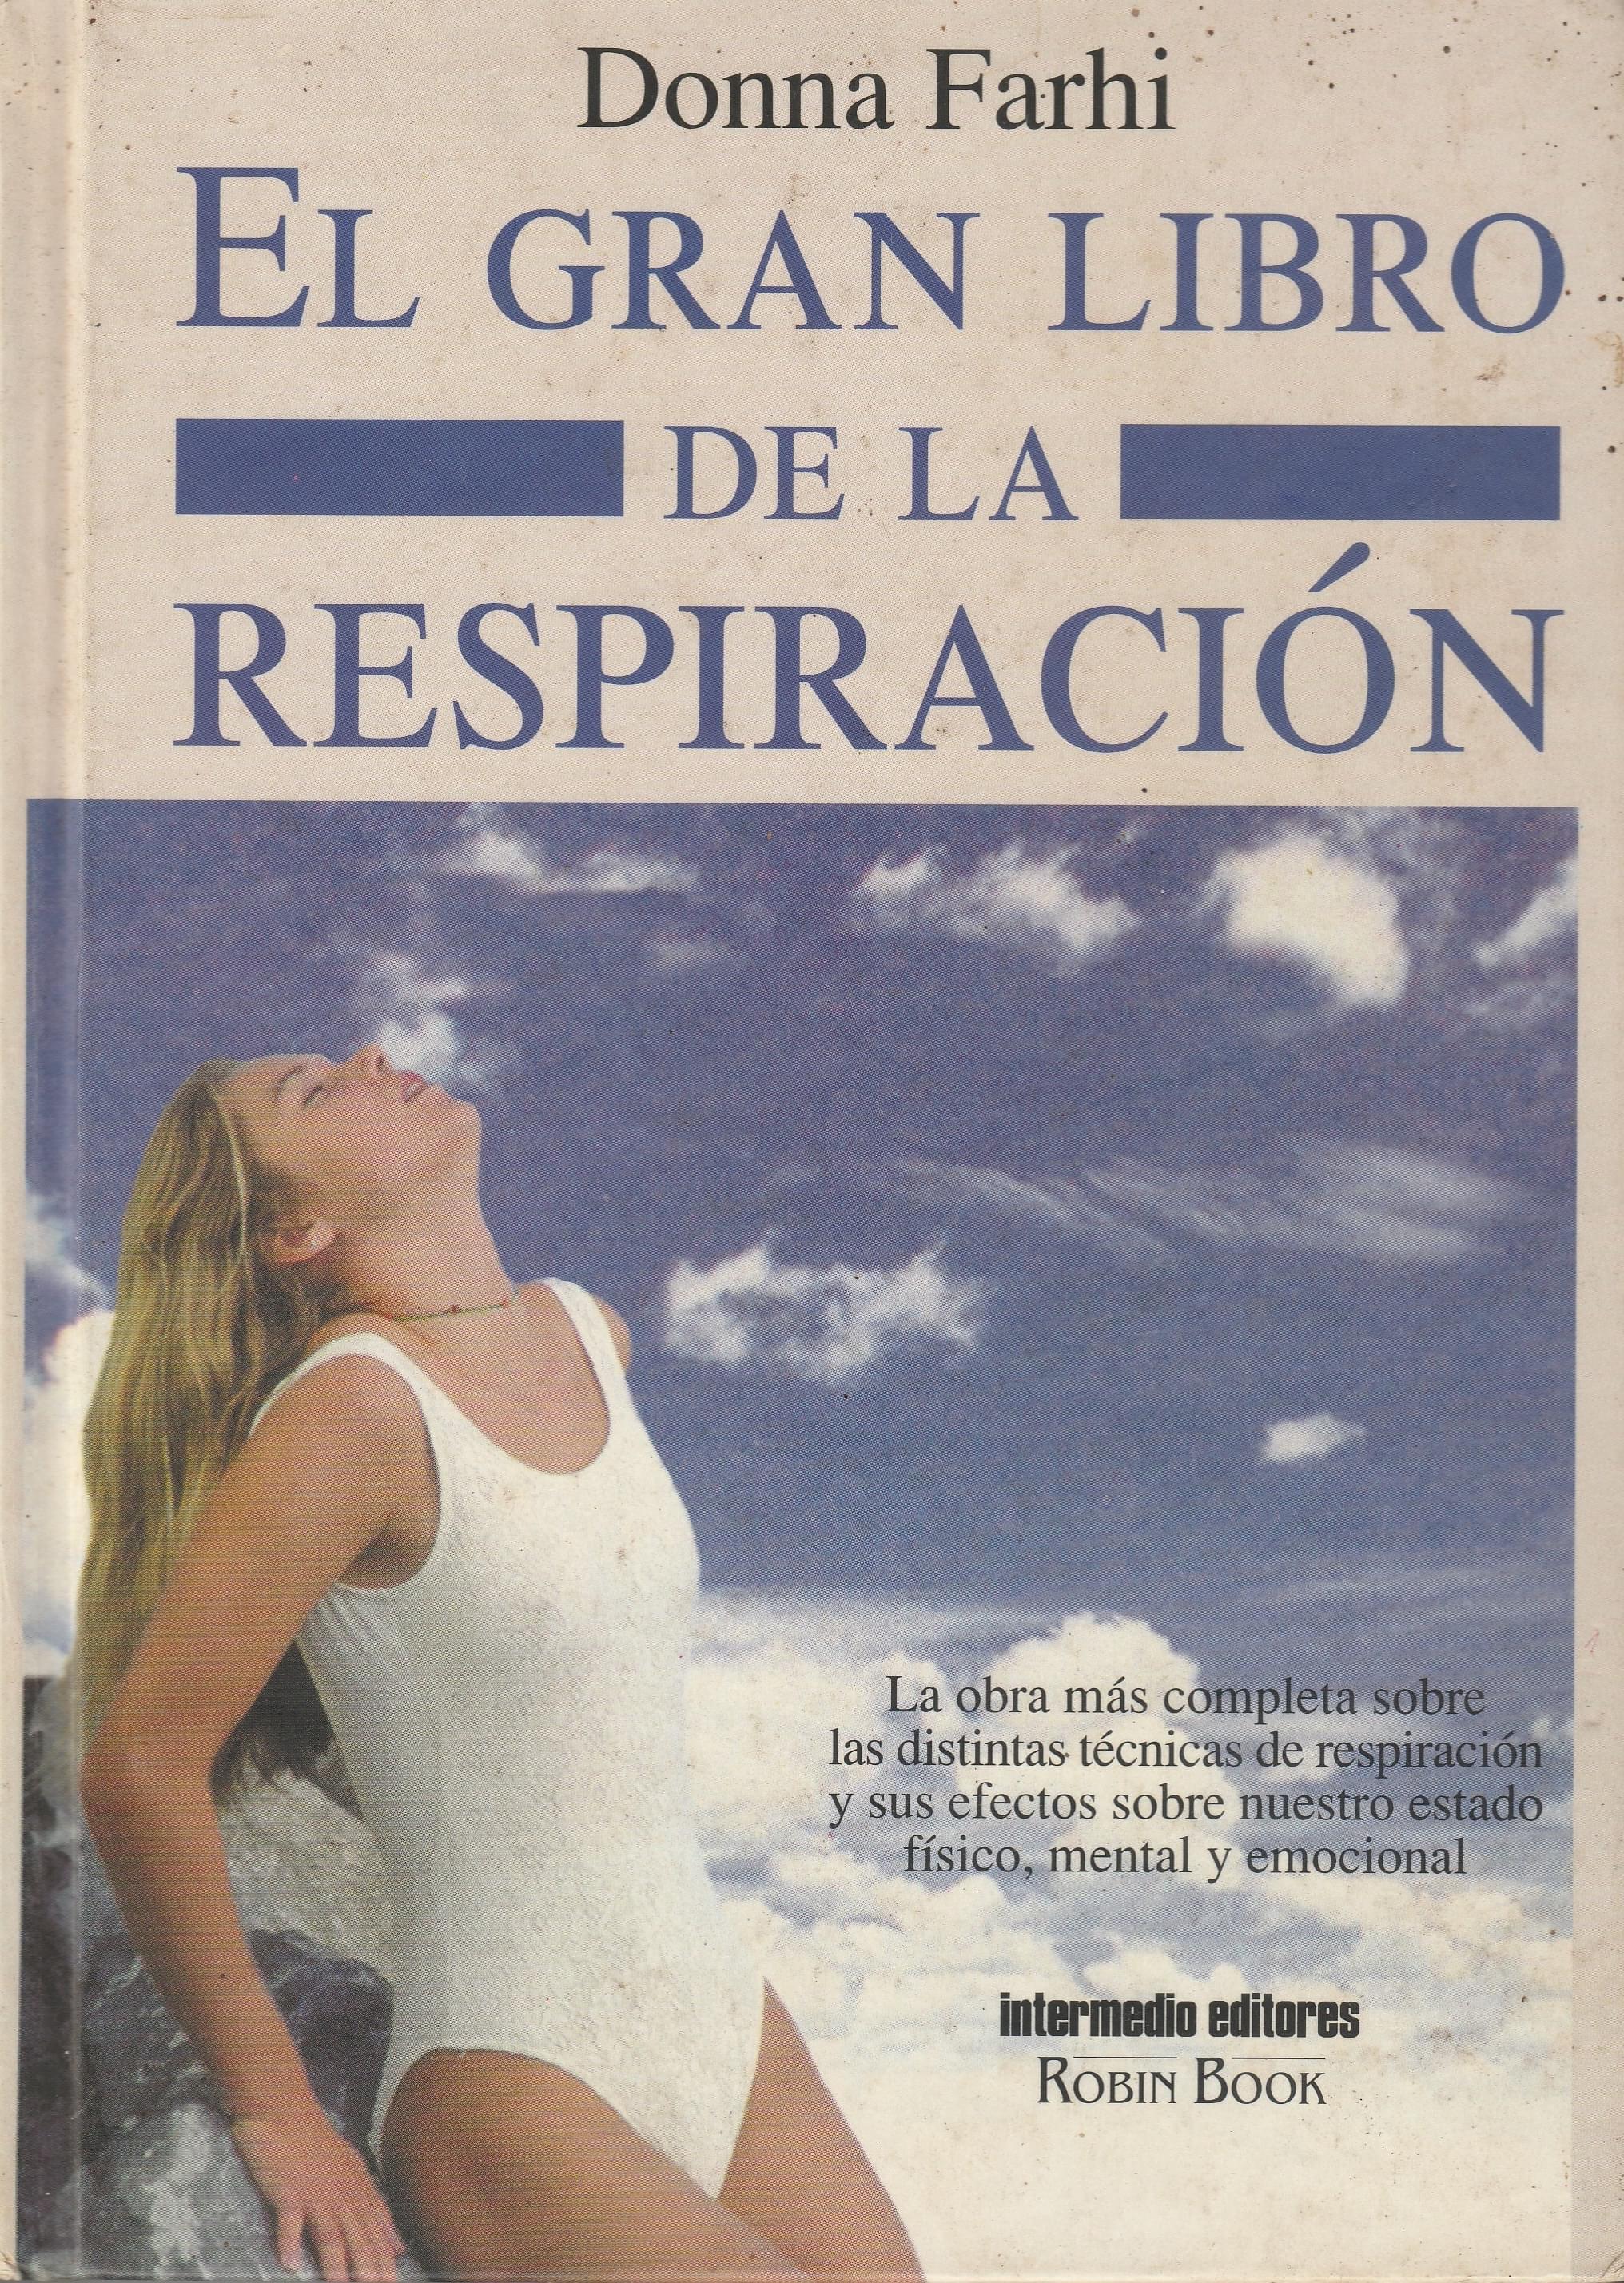 Donna Farhi
EL GRAN LIBRO
DE LA
RESPIRACIÓN
La obra más completa sobre
las distintas técnicas de respiración
y sus efectos sobre nuestro estado
físico, mental y emocional
intermedio editores
ROBIN BOOK